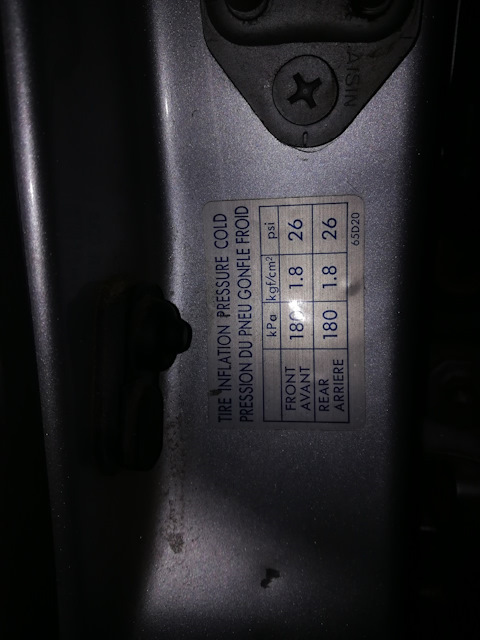 AISIN
TIRE INFLATION PRESSURE COLD
PRESSION DU PNEU GONFLE FROID
kPa kgf/cm² psi
FRONT
AVANT 180 1.8 26
REAR
ARRIERE 180 1.8 26
65D20